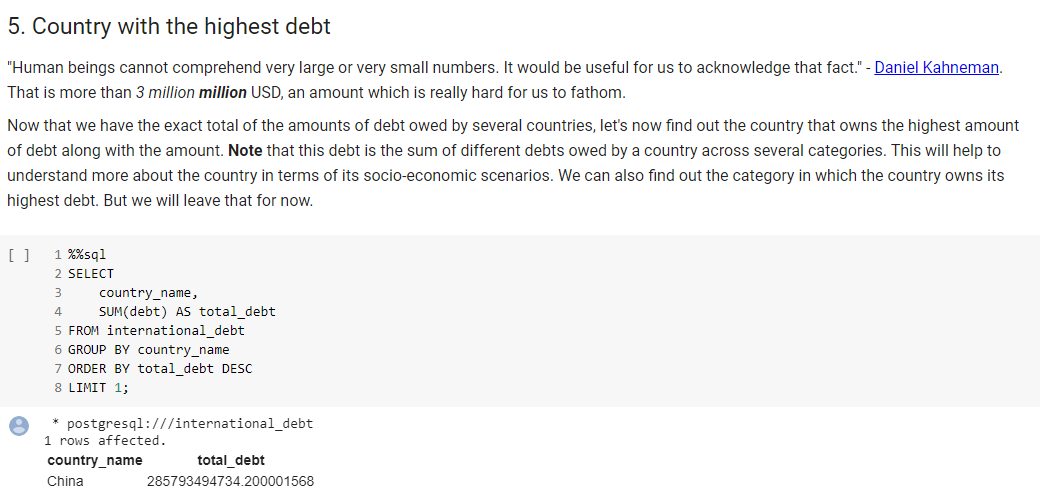 5. Country with the highest debt
"Human beings cannot comprehend very large or very small numbers. It would be useful for us to acknowledge that fact." - Daniel Kahneman.
That is more than 3 million million USD, an amount which is really hard for us to fathom.
Now that we have the exact total of the amounts of debt owed by several countries, let's now find out the country that owns the highest amount
of debt along with the amount. Note that this debt is the sum of different debts owed by a country across several categories. This will help to
understand more about the country in terms of its socio-economic scenarios. We can also find out the category in which the country owns its
highest debt. But we will leave that for now.
[ ] 1 %%sql
2 SELECT
3 country_name,
4 SUM(debt) AS total_debt
5 FROM international_debt
6 GROUP BY country_name
7 ORDER BY total_debt DESC
8 LIMIT 1;
* postgresql:///international_debt
1 rows affected.
country_name total_debt
China 285793494734.200001568